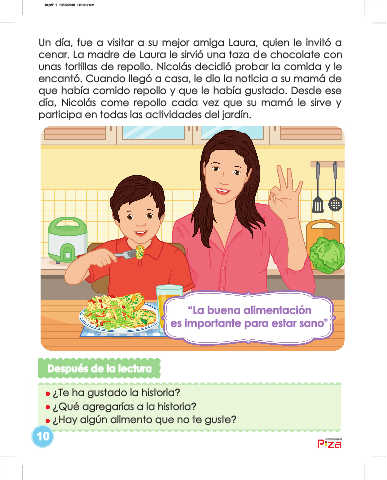 Un día, fue a visitar a su mejor amiga Laura, quien le invitó a
cenar. La madre de Laura le sirvió una taza de chocolate con
unas tortillas de repollo. Nicolás decidió probar la comida y le
encantó. Cuando llegó a casa, le dio la noticia a su mamá de
que había comido repollo y que le había gustado. Desde ese
día, Nicolás come repollo cada vez que su mamá le sirve y
participa en todas las actividades del jardín.
“La buena alimentación
es importante para estar sano”
Después de la lectura
¿Te ha gustado la historia?
¿Qué agregarías a la historia?
¿Hay algún alimento que no te guste?
10